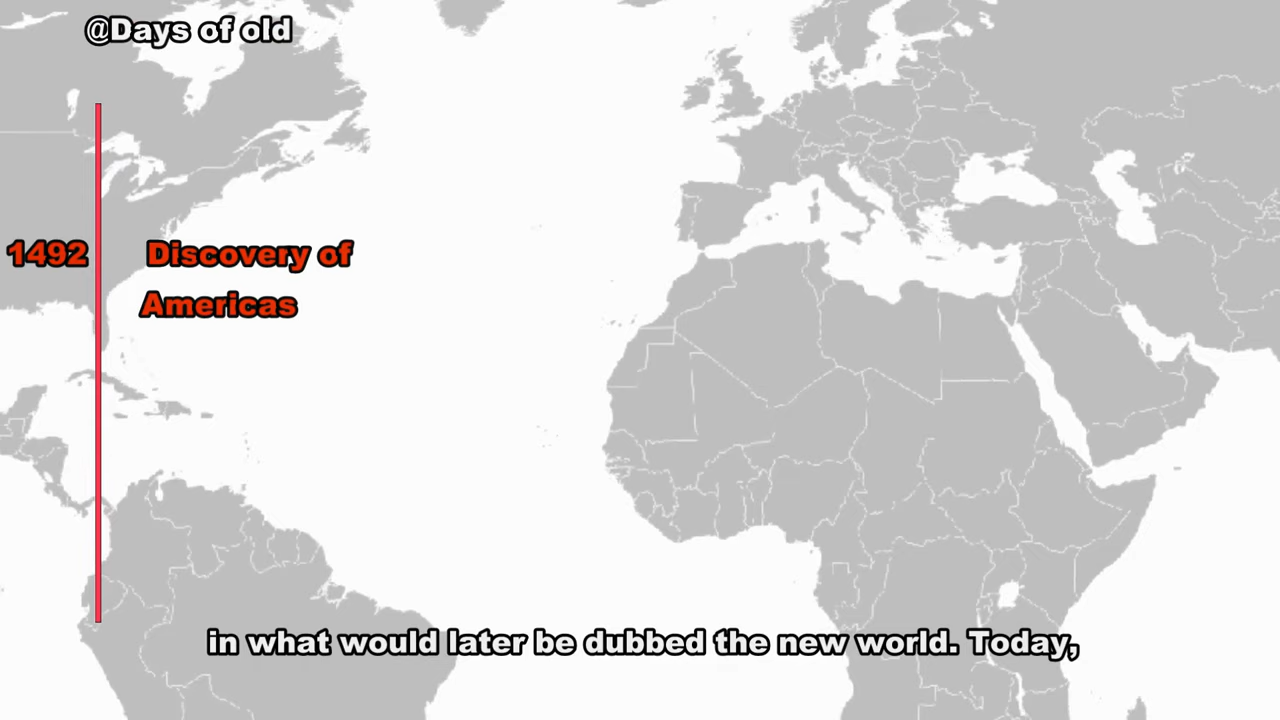 @Days of old
1492 Discovery of
Americas
in what would later be dubbed the new world. Today,